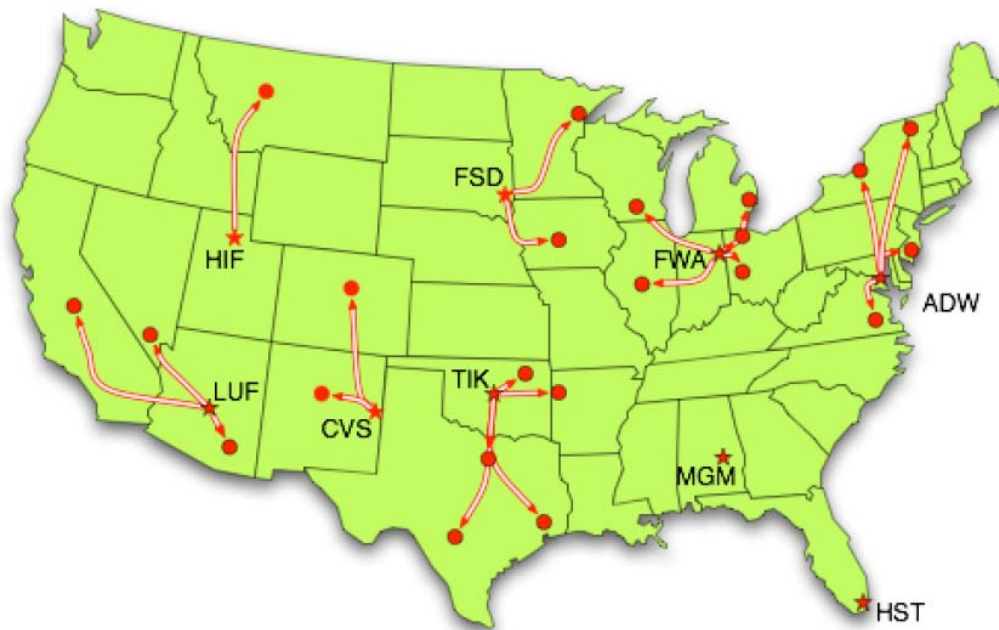 FSD
HIF
FWA
ADW
LUF
TIK
CVS
MGM
HST